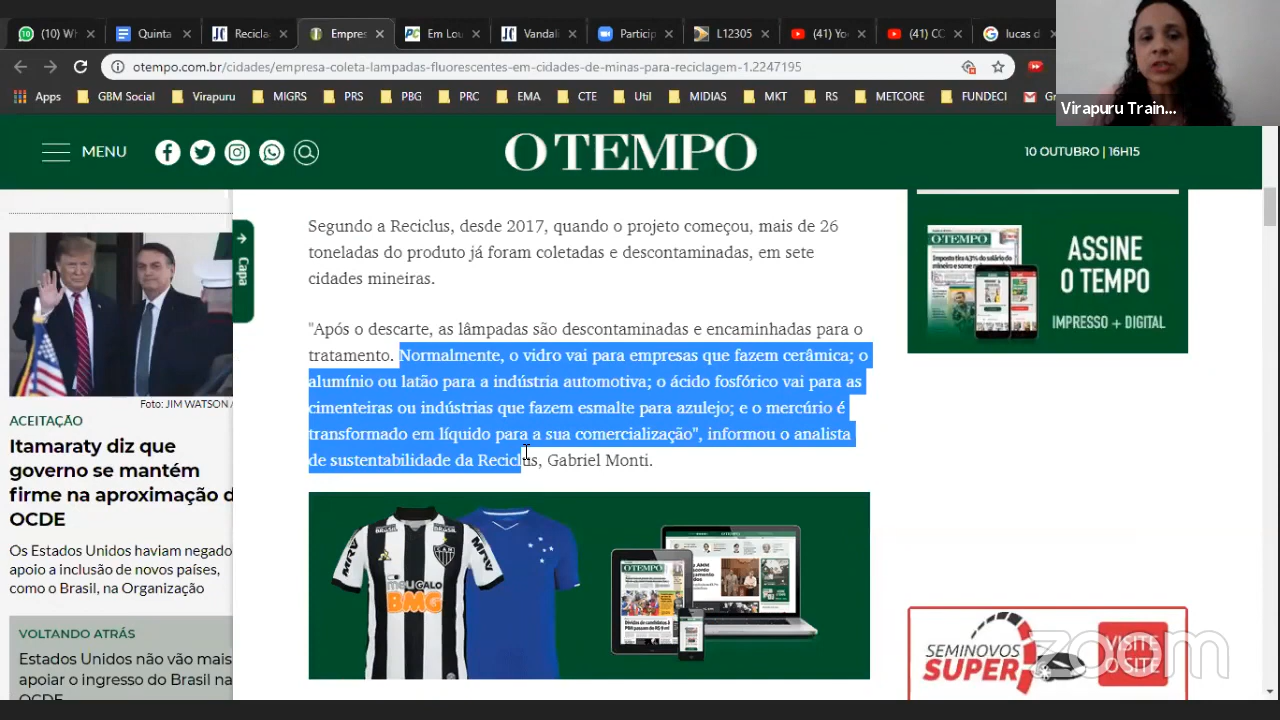 (10) Wh
Quinta
Recicla
Empres
Em Lou
Vandali
Particip
L12305
(41) Yo
(41) CC
lucas d
otempo.com.br/cidades/empresa-coleta-lampadas-fluorescentes-em-cidades-de-minas-para-reciclagem-1.2247195
Apps GBM Social Virapuru MIGRS PRS PBG PRC EMA CTE Util MIDIAS MKT RS METCORE FUNDECI
Virapuru Train...
MENU
O TEMPO
10 OUTUBRO | 16H15
Capa
Foto: JIM WATSON /
ACEITAÇÃO
Itamaraty diz que
governo se mantém
firme na aproximação d
OCDE
Os Estados Unidos haviam negado
apoio a inclusão de novos países,
como o Brasil, na Organização
VOLTANDO ATRÁS
Estados Unidos não vão mais
apoiar o ingresso do Brasil na
OCDE
Segundo a Reciclus, desde 2017, quando o projeto começou, mais de 26
toneladas do produto já foram coletadas e descontaminadas, em sete
cidades mineiras.
"Após o descarte, as lâmpadas são descontaminadas e encaminhadas para o
tratamento. Normalmente, o vidro vai para empresas que fazem cerâmica; o
alumínio ou latão para a indústria automotiva; o ácido fosfórico vai para as
cimenteiras ou indústrias que fazem esmalte para azulejo; e o mercúrio é
transformado em líquido para a sua comercialização", informou o analista
de sustentabilidade da Reciclus, Gabriel Monti.
MRV
MRV
meuGALO
BMG
O TEMPO
O TEMPO
ASSINE
O TEMPO
IMPRESSO + DIGITAL
SEMINOVOS
SUPER
VISITE
O SITE
zoom